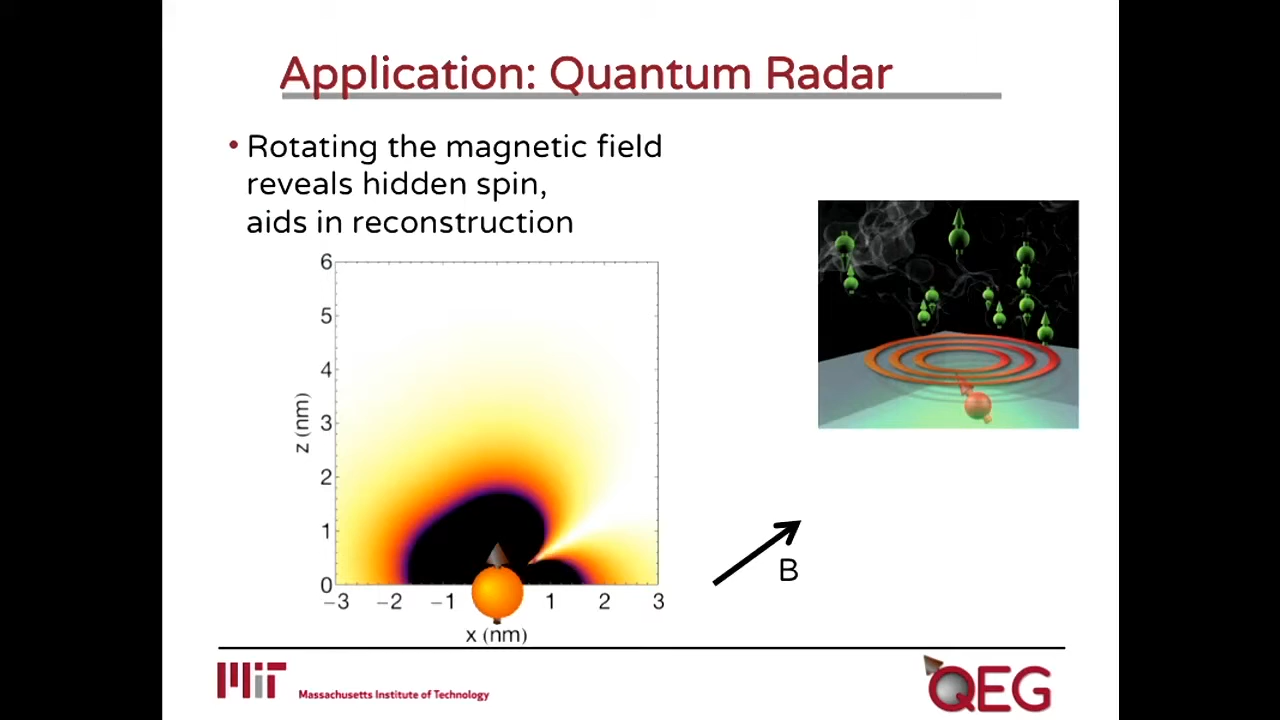 Application: Quantum Radar
• Rotating the magnetic field
reveals hidden spin,
aids in reconstruction
6
5
4
3
2
1
0
z (nm)
−3 −2 −1 1 2 3
x (nm)
B
MIT Massachusetts Institute of Technology
QEG